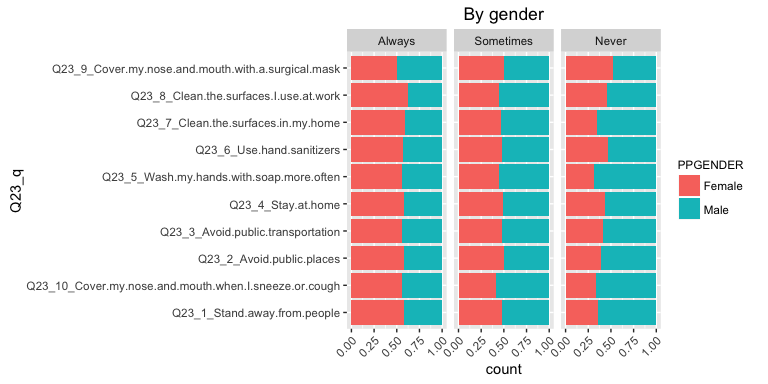 By gender
Always Sometimes Never
Q23_9_Cover.my.nose.and.mouth.with.a.surgical.mask
Q23_8_Clean.the.surfaces.I.use.at.work
Q23_7_Clean.the.surfaces.in.my.home
Q23_6_Use.hand.sanitizers
Q23_5_Wash.my.hands.with.soap.more.often
Q23_4_Stay.at.home
Q23_3_Avoid.public.transportation
Q23_2_Avoid.public.places
Q23_10_Cover.my.nose.and.mouth.when.I.sneeze.or.cough
Q23_1_Stand.away.from.people
Q23_q
0.00 0.25 0.50 0.75 1.00 0.00 0.25 0.50 0.75 1.00 0.00 0.25 0.50 0.75 1.00
count
PPGENDER
Female
Male